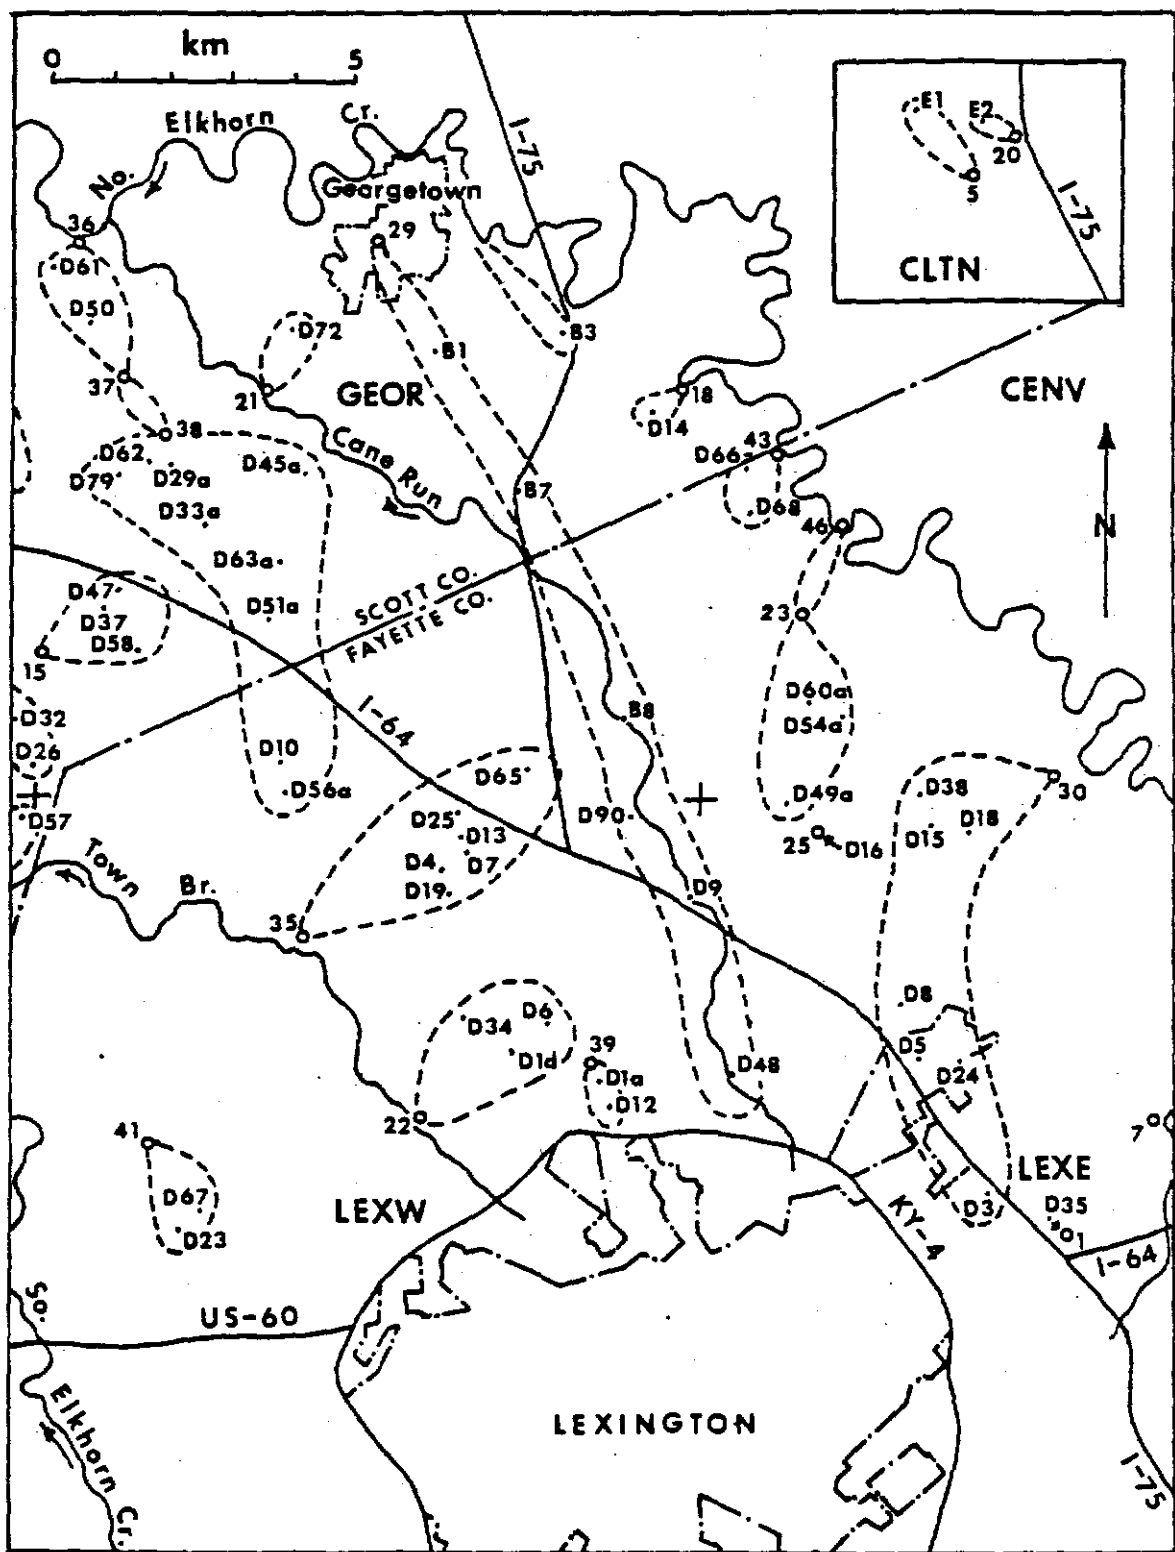 km
0 5
Elkhorn Cr.
No.
I-75
Georgetown
E1
E2
20
5
I-75
CLTN
36
29
D61
D50
D72
B1
B3
37
21
GEOR
18
CENV
D14
38
Cane Run
43
D62
D29a
D45a
D66
D79
D33a
B7
D68
46
N
D63a
D47
D51a
SCOTT CO.
FAYETTE CO.
23
D37
D58
15
D60a
D32
I-64
B8
D54a
D26
D10
D65
D56a
D49a
D38
30
D57
D25
D13
D90
25
D16
D15
D18
Town Br.
D4
D7
D19
D9
35
D8
D34
D6
39
D5
D1d
D1a
D48
D24
D12
22
41
7
LEXE
D67
D3
D35
LEXW
KY-4
D23
1
I-64
So.
US-60
Elkhorn Cr.
LEXINGTON
I-75